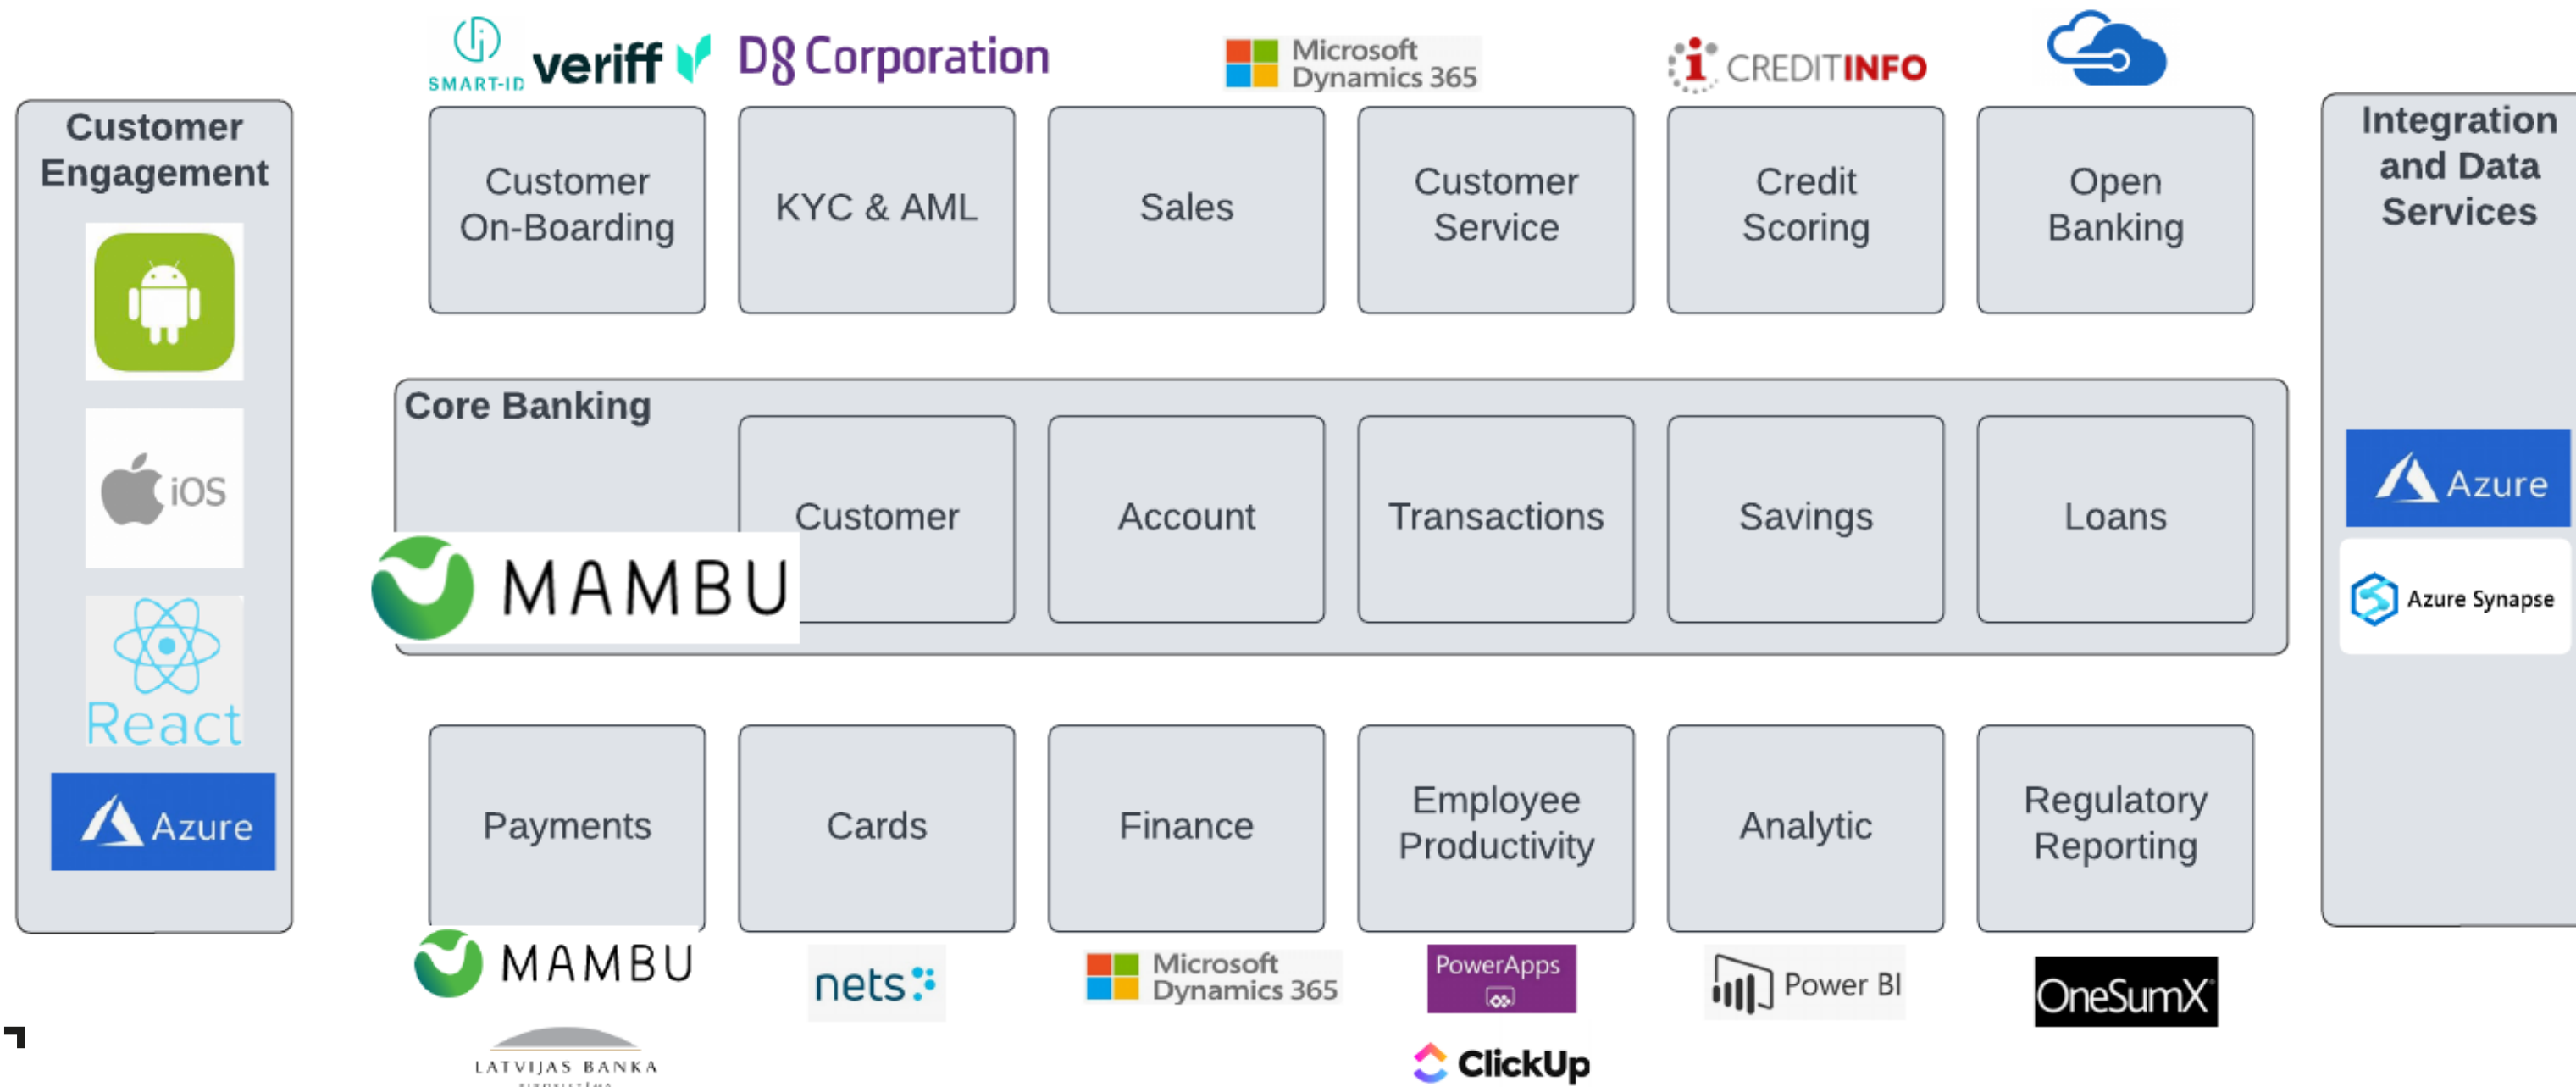 SMART-ID
veriff
D8 Corporation
Microsoft
Dynamics 365
CREDITINFO
Customer
Engagement
iOS
React
Azure
Customer
On-Boarding
KYC & AML
Sales
Customer
Service
Credit
Scoring
Open
Banking
Core Banking
MAMBU
Customer
Account
Transactions
Savings
Loans
Payments
Cards
Finance
Employee
Productivity
Analytic
Regulatory
Reporting
MAMBU
LATVIJAS BANKA
nets
Microsoft
Dynamics 365
PowerApps
ClickUp
Power BI
OneSumX
Integration
and Data
Services
Azure
Azure Synapse